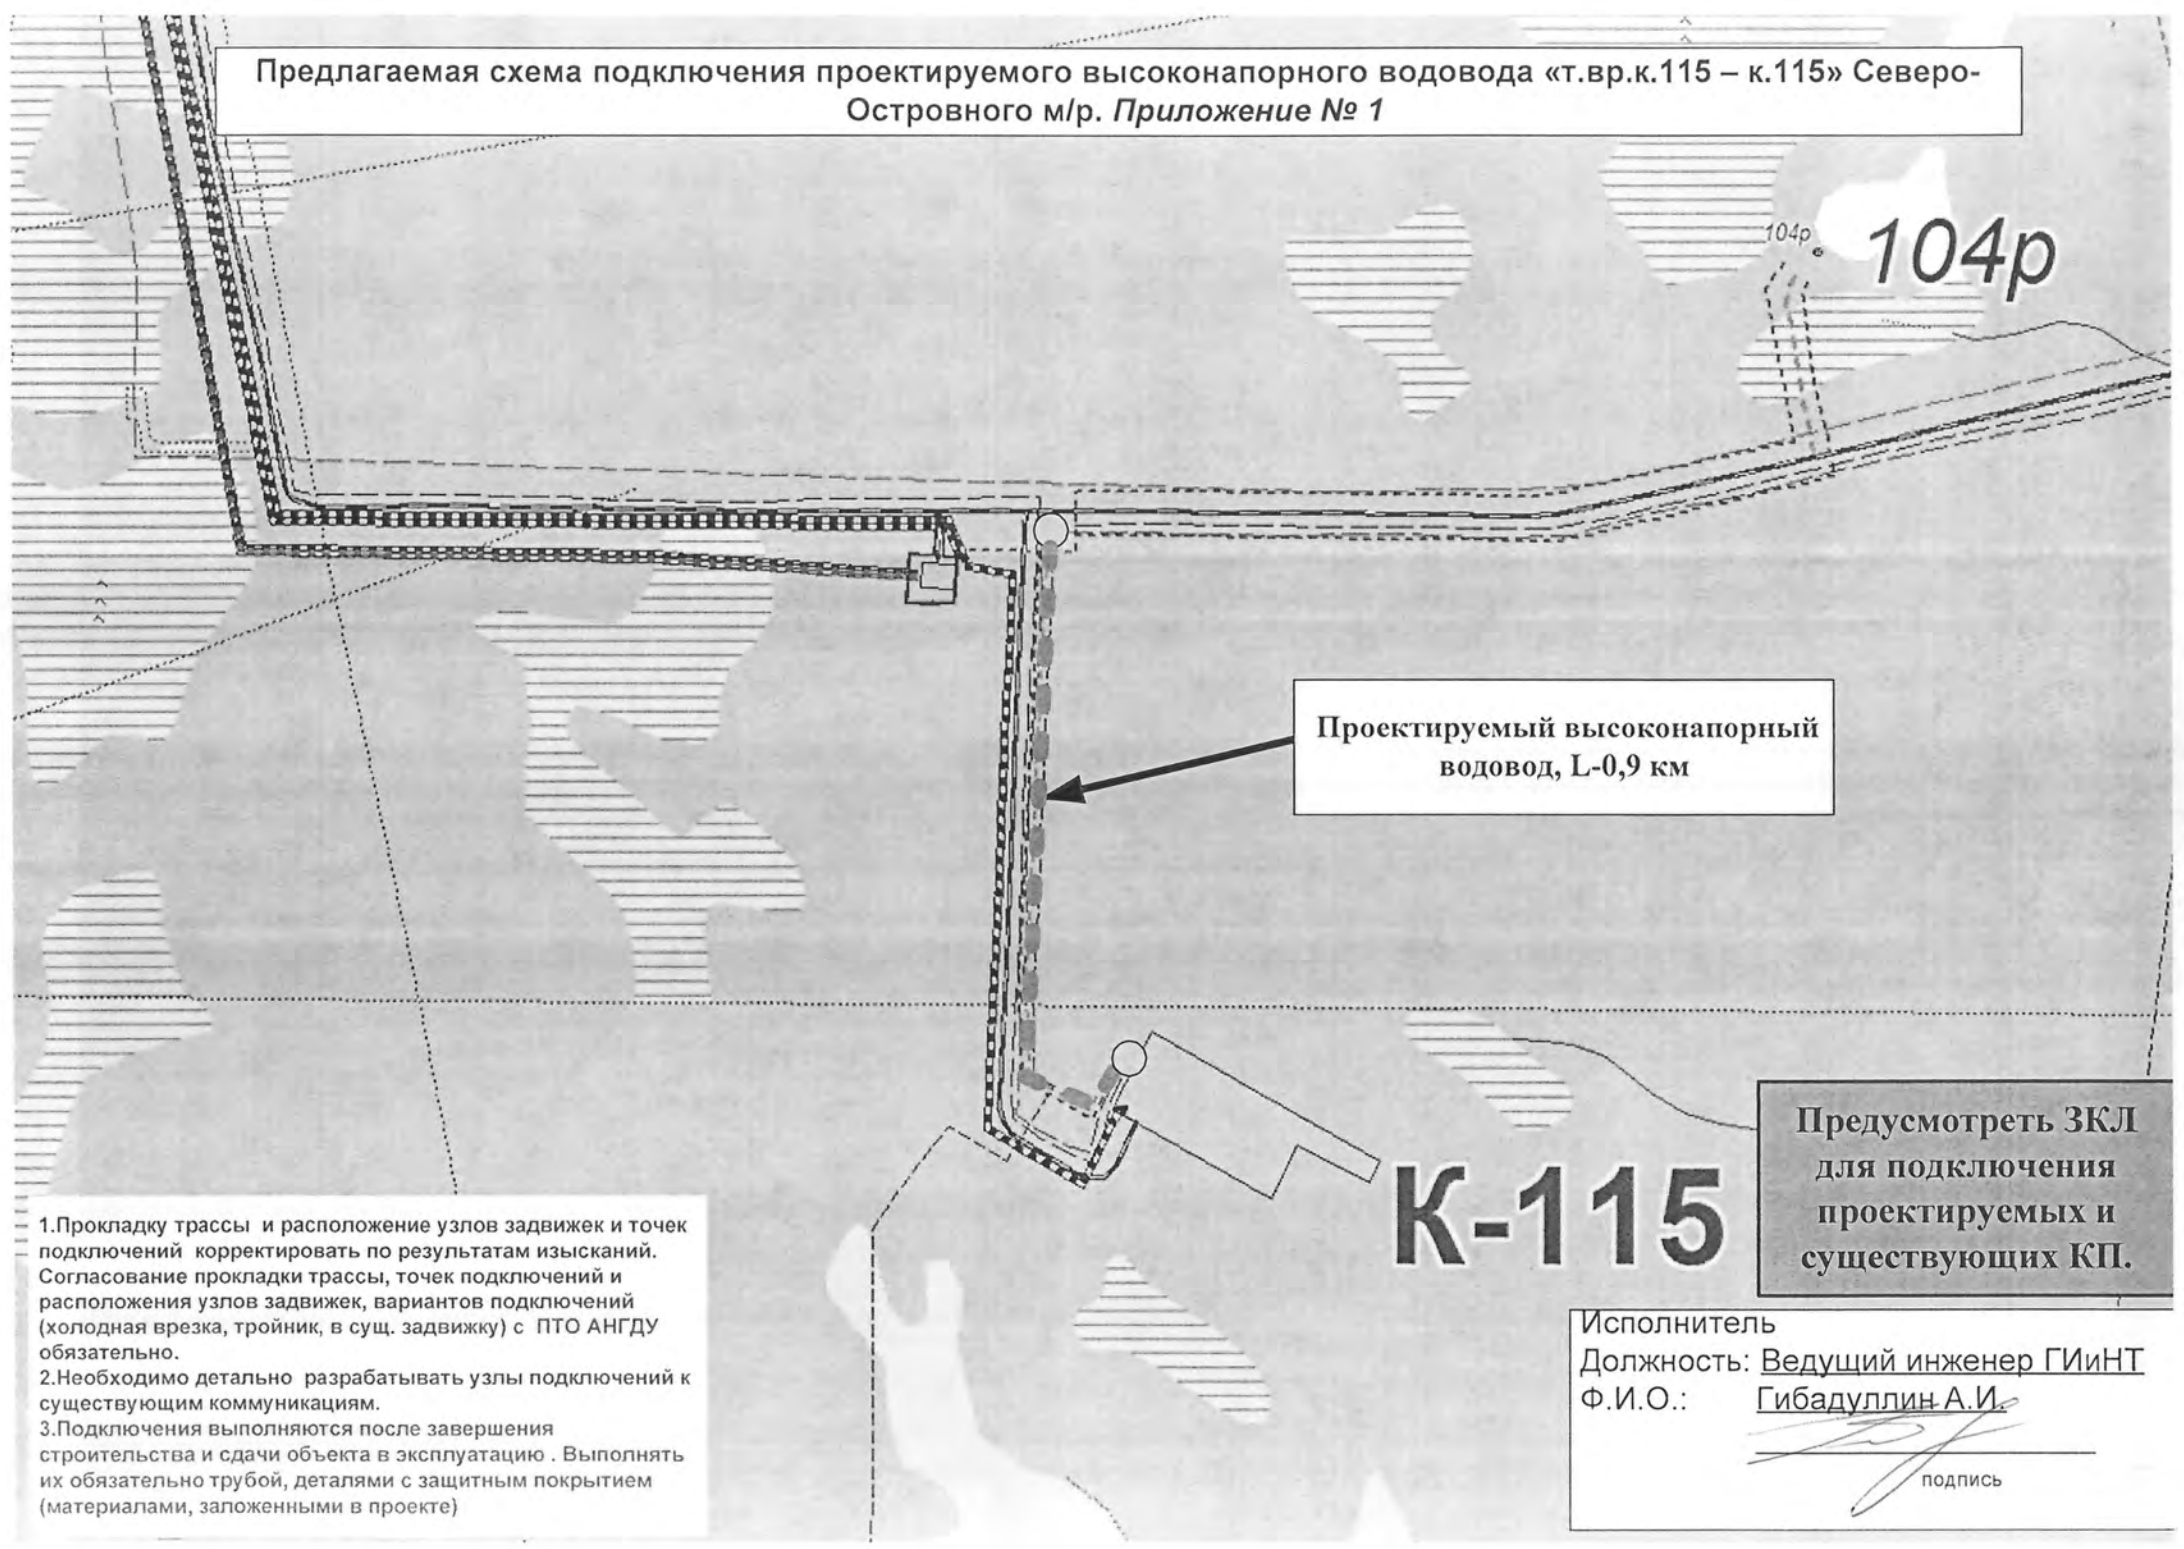 Предлагаемая схема подключения проектируемого высоконапорного водовода «т.вр.к.115 – к.115» Северо-
Островного м/р. Приложение № 1
104р
104р
Проектируемый высоконапорный
водовод, L-0,9 км
К-115
Предусмотреть ЗКЛ
для подключения
проектируемых и
существующих КП.
1.Прокладку трассы и расположение узлов задвижек и точек
подключений корректировать по результатам изысканий.
Согласование прокладки трассы, точек подключений и
расположения узлов задвижек, вариантов подключений
(холодная врезка, тройник, в сущ. задвижку) с ПТО АНГДУ
обязательно.
2.Необходимо детально разрабатывать узлы подключений к
существующим коммуникациям.
3.Подключения выполняются после завершения
строительства и сдачи объекта в эксплуатацию . Выполнять
их обязательно трубой, деталями с защитным покрытием
(материалами, заложенными в проекте)
Исполнитель
Должность: Ведущий инженер ГИиНТ
Ф.И.О.: Гибадуллин А.И.
подпись